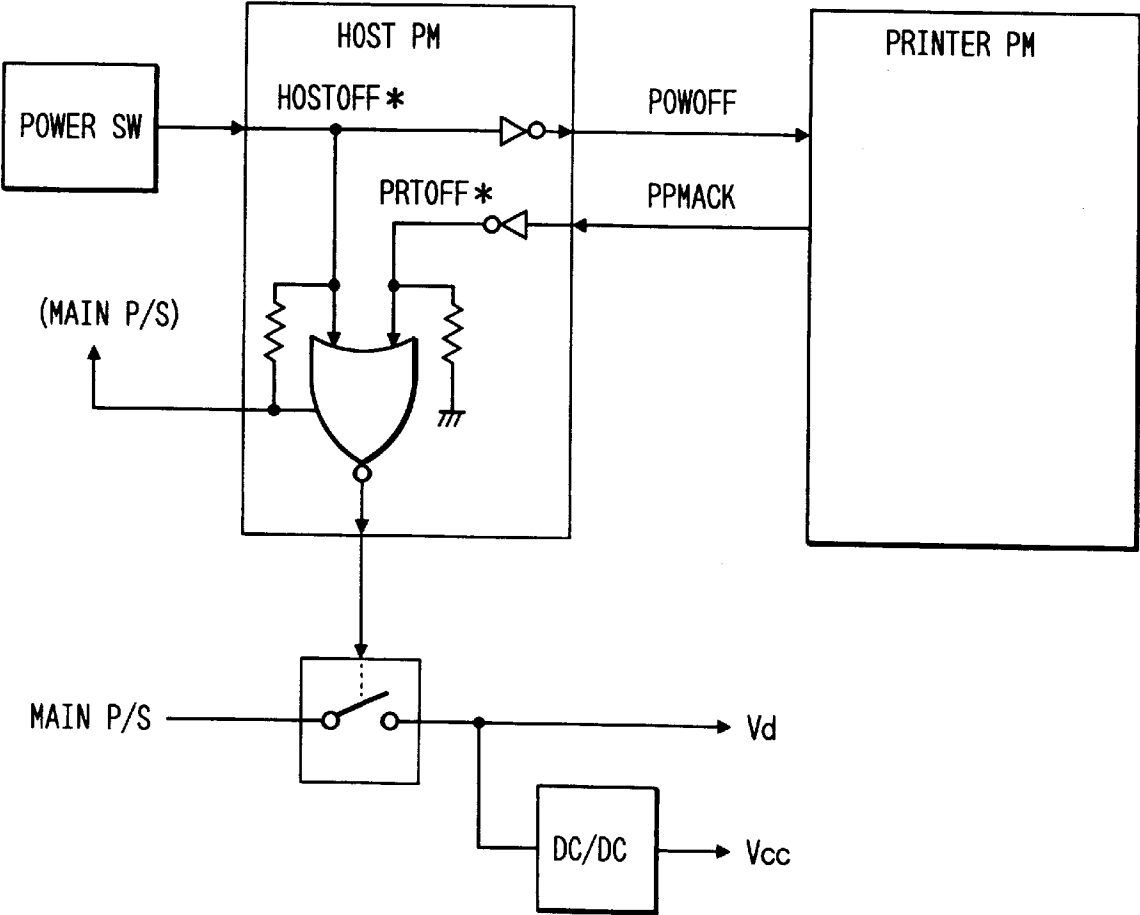 HOST PM
PRINTER PM
HOSTOFF*
POWER SW
POWOFF
PRTOFF*
PPMACK
(MAIN P/S)
MAIN P/S
Vd
DC/DC
Vcc